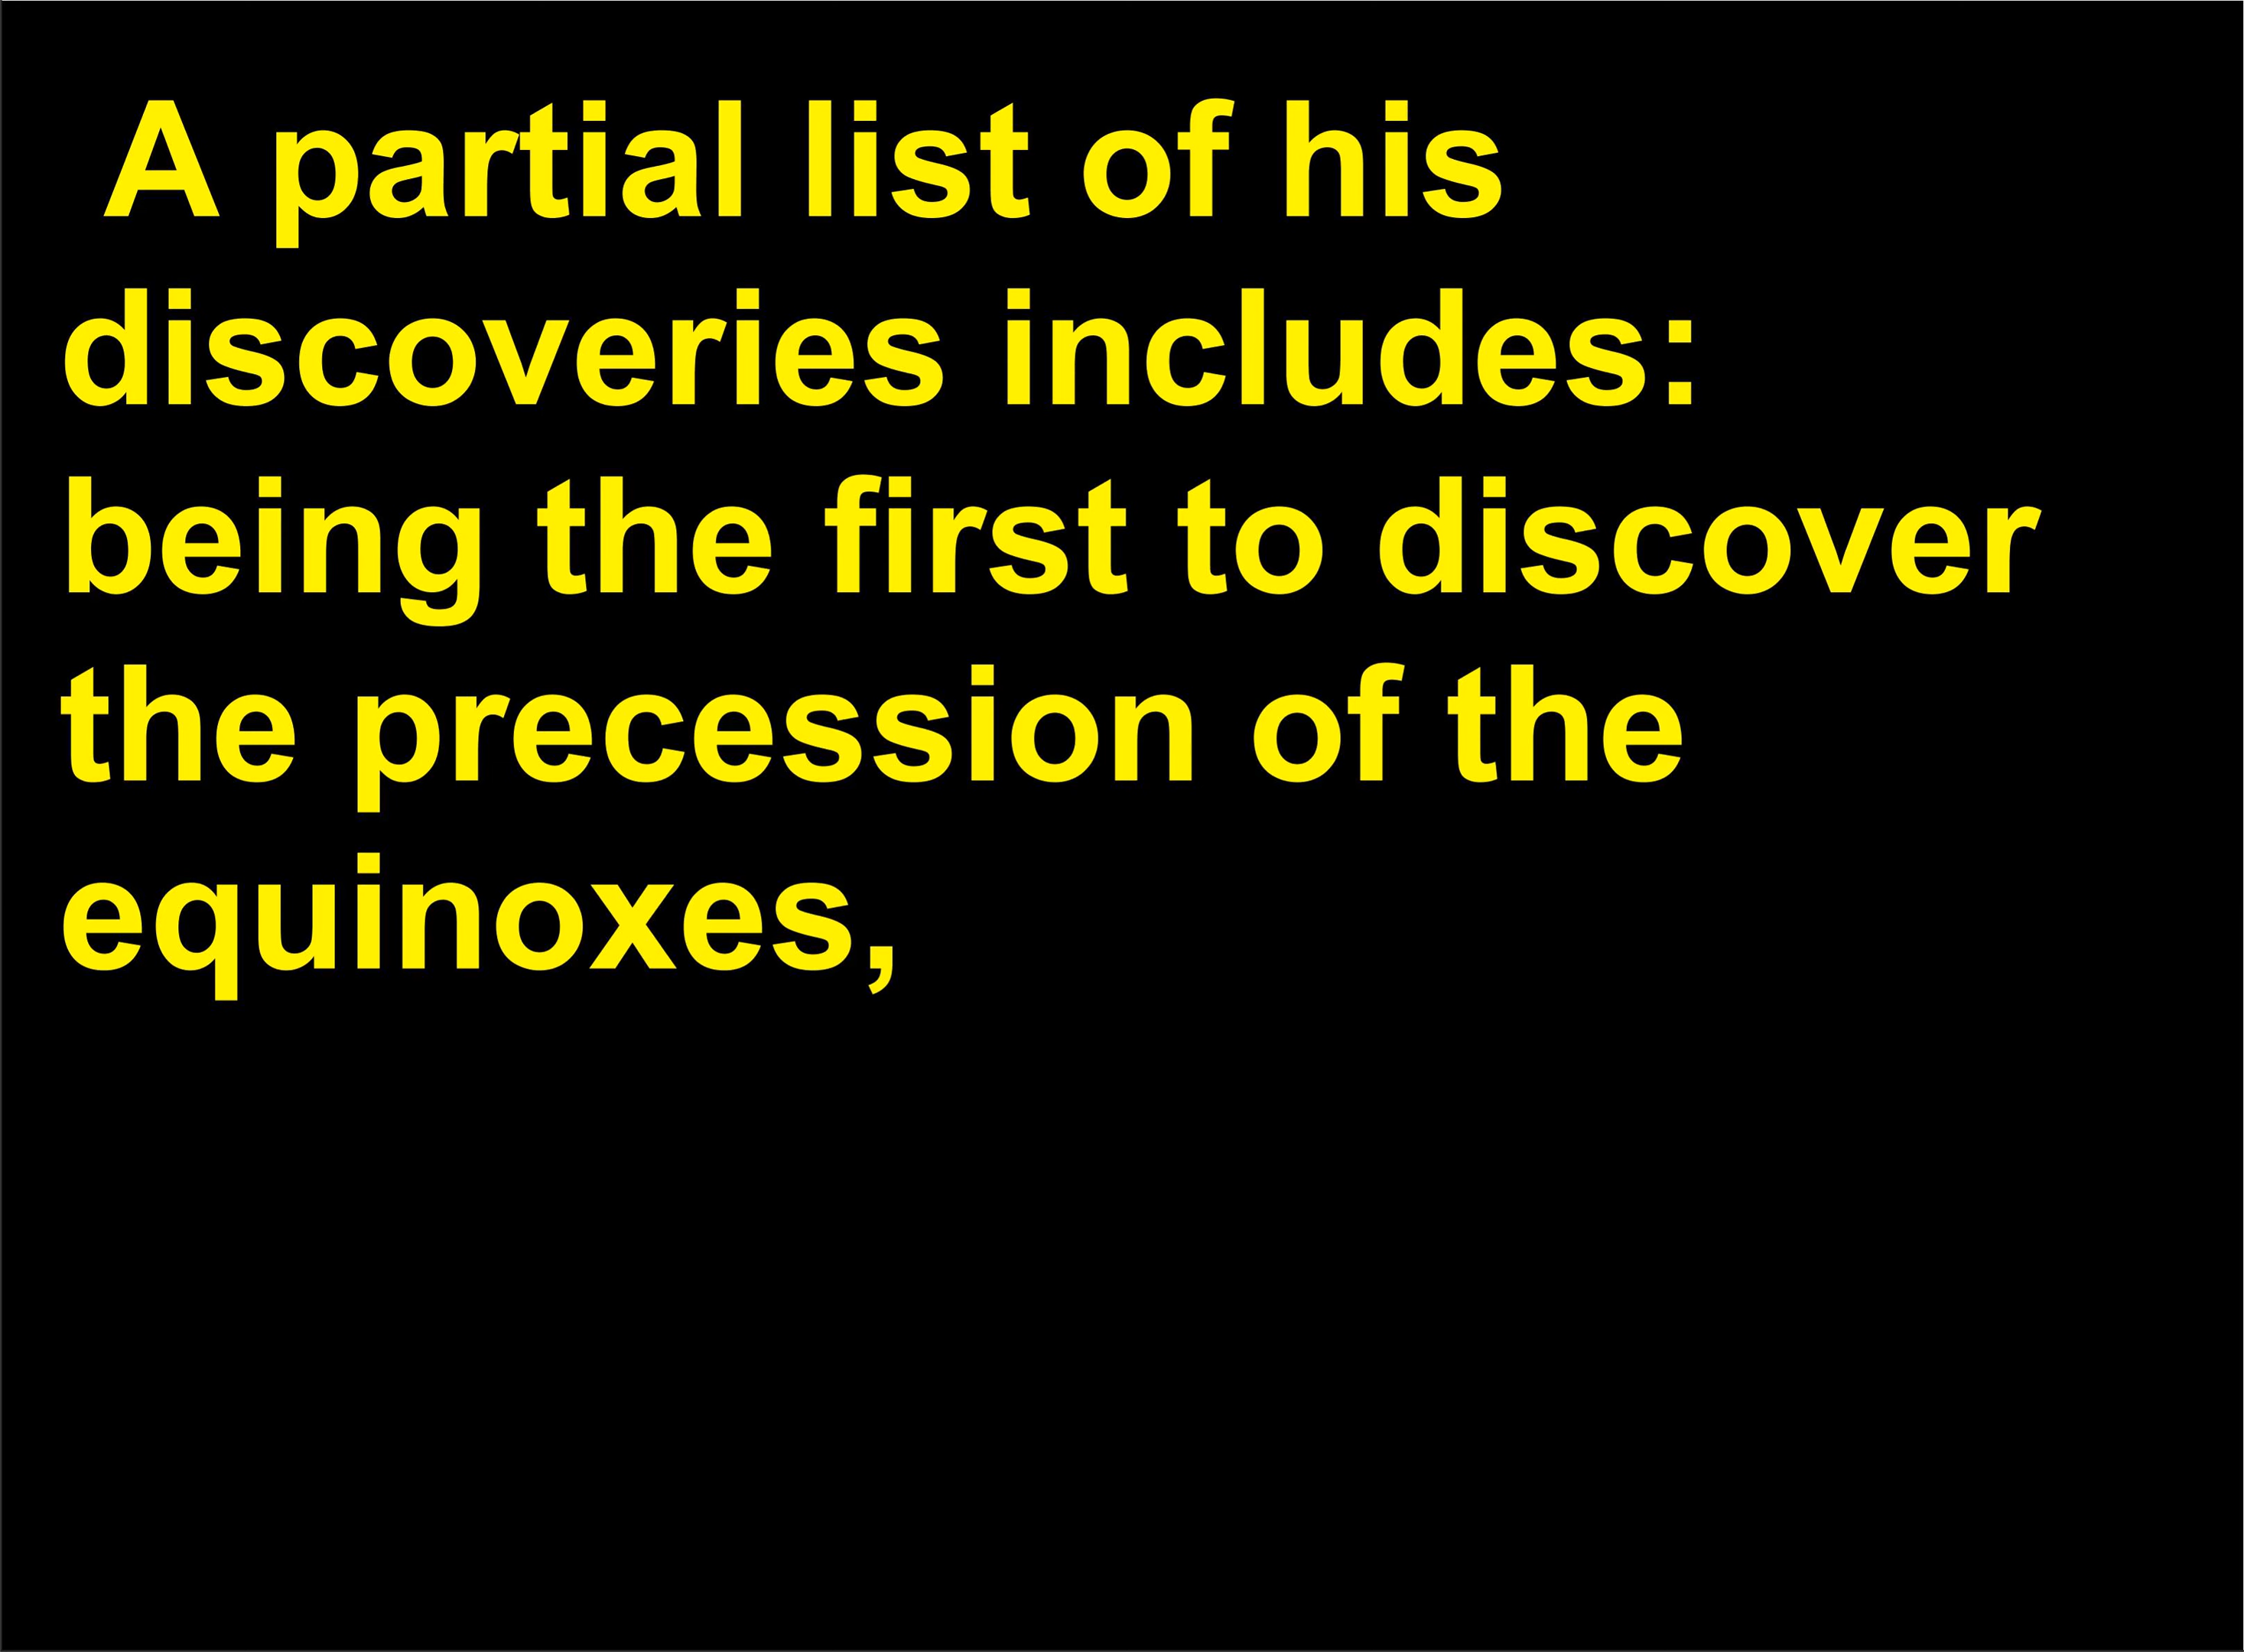 A partial list of his
discoveries includes:
being the first to discover
the precession of the
equinoxes,